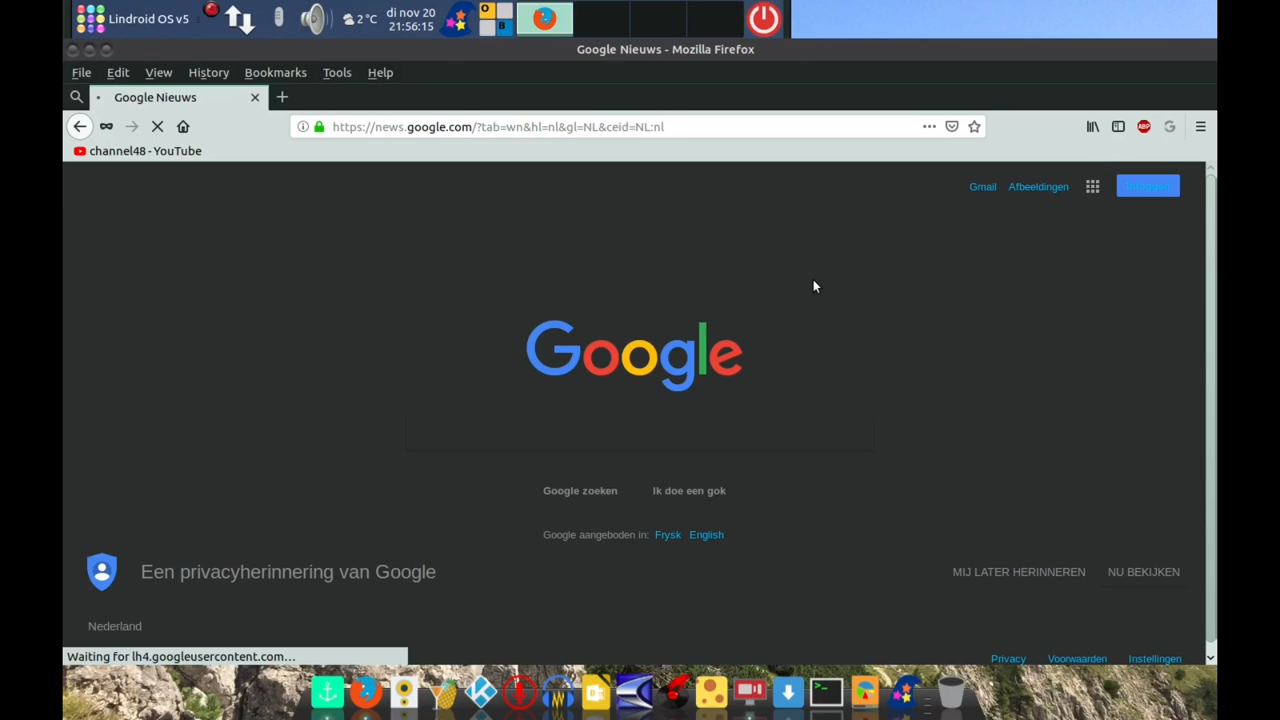 Lindroid OS v5
2 °C
di nov 20
21:56:15
O
B
Google Nieuws - Mozilla Firefox
File Edit View History Bookmarks Tools Help
Google Nieuws
https://news.google.com/?tab=wn&hl=nl&gl=NL&ceid=NL:nl
ABP
G
channel48 - YouTube
Gmail Afbeeldingen
Google
Google zoeken Ik doe een gok
Google aangeboden in: Frysk English
Een privacyherinnering van Google MIJ LATER HERINNEREN NU BEKIJKEN
Nederland
Waiting for lh4.googleusercontent.com…
Privacy Voorwaarden Instellingen